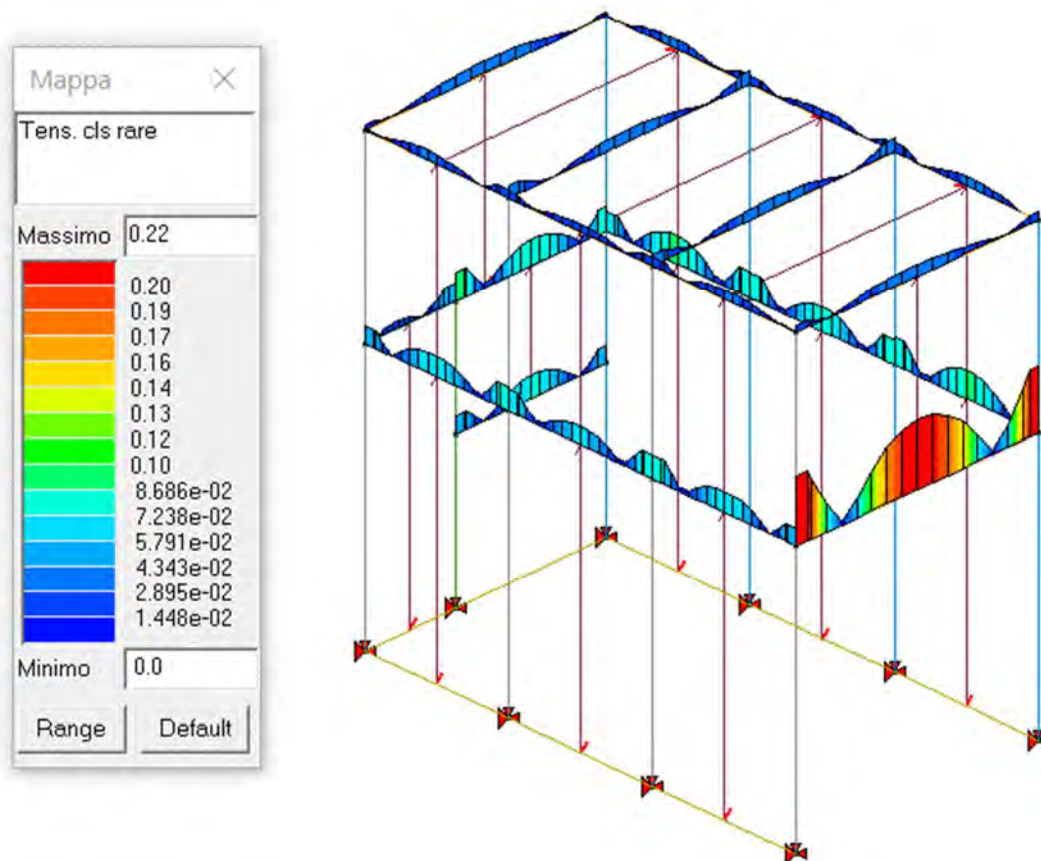 Mappa
Tens. cls rare
Massimo 0.22
0.20
0.19
0.17
0.16
0.14
0.13
0.12
0.10
8.686e-02
7.238e-02
5.791e-02
4.343e-02
2.895e-02
1.448e-02
Minimo 0.0
Range Default